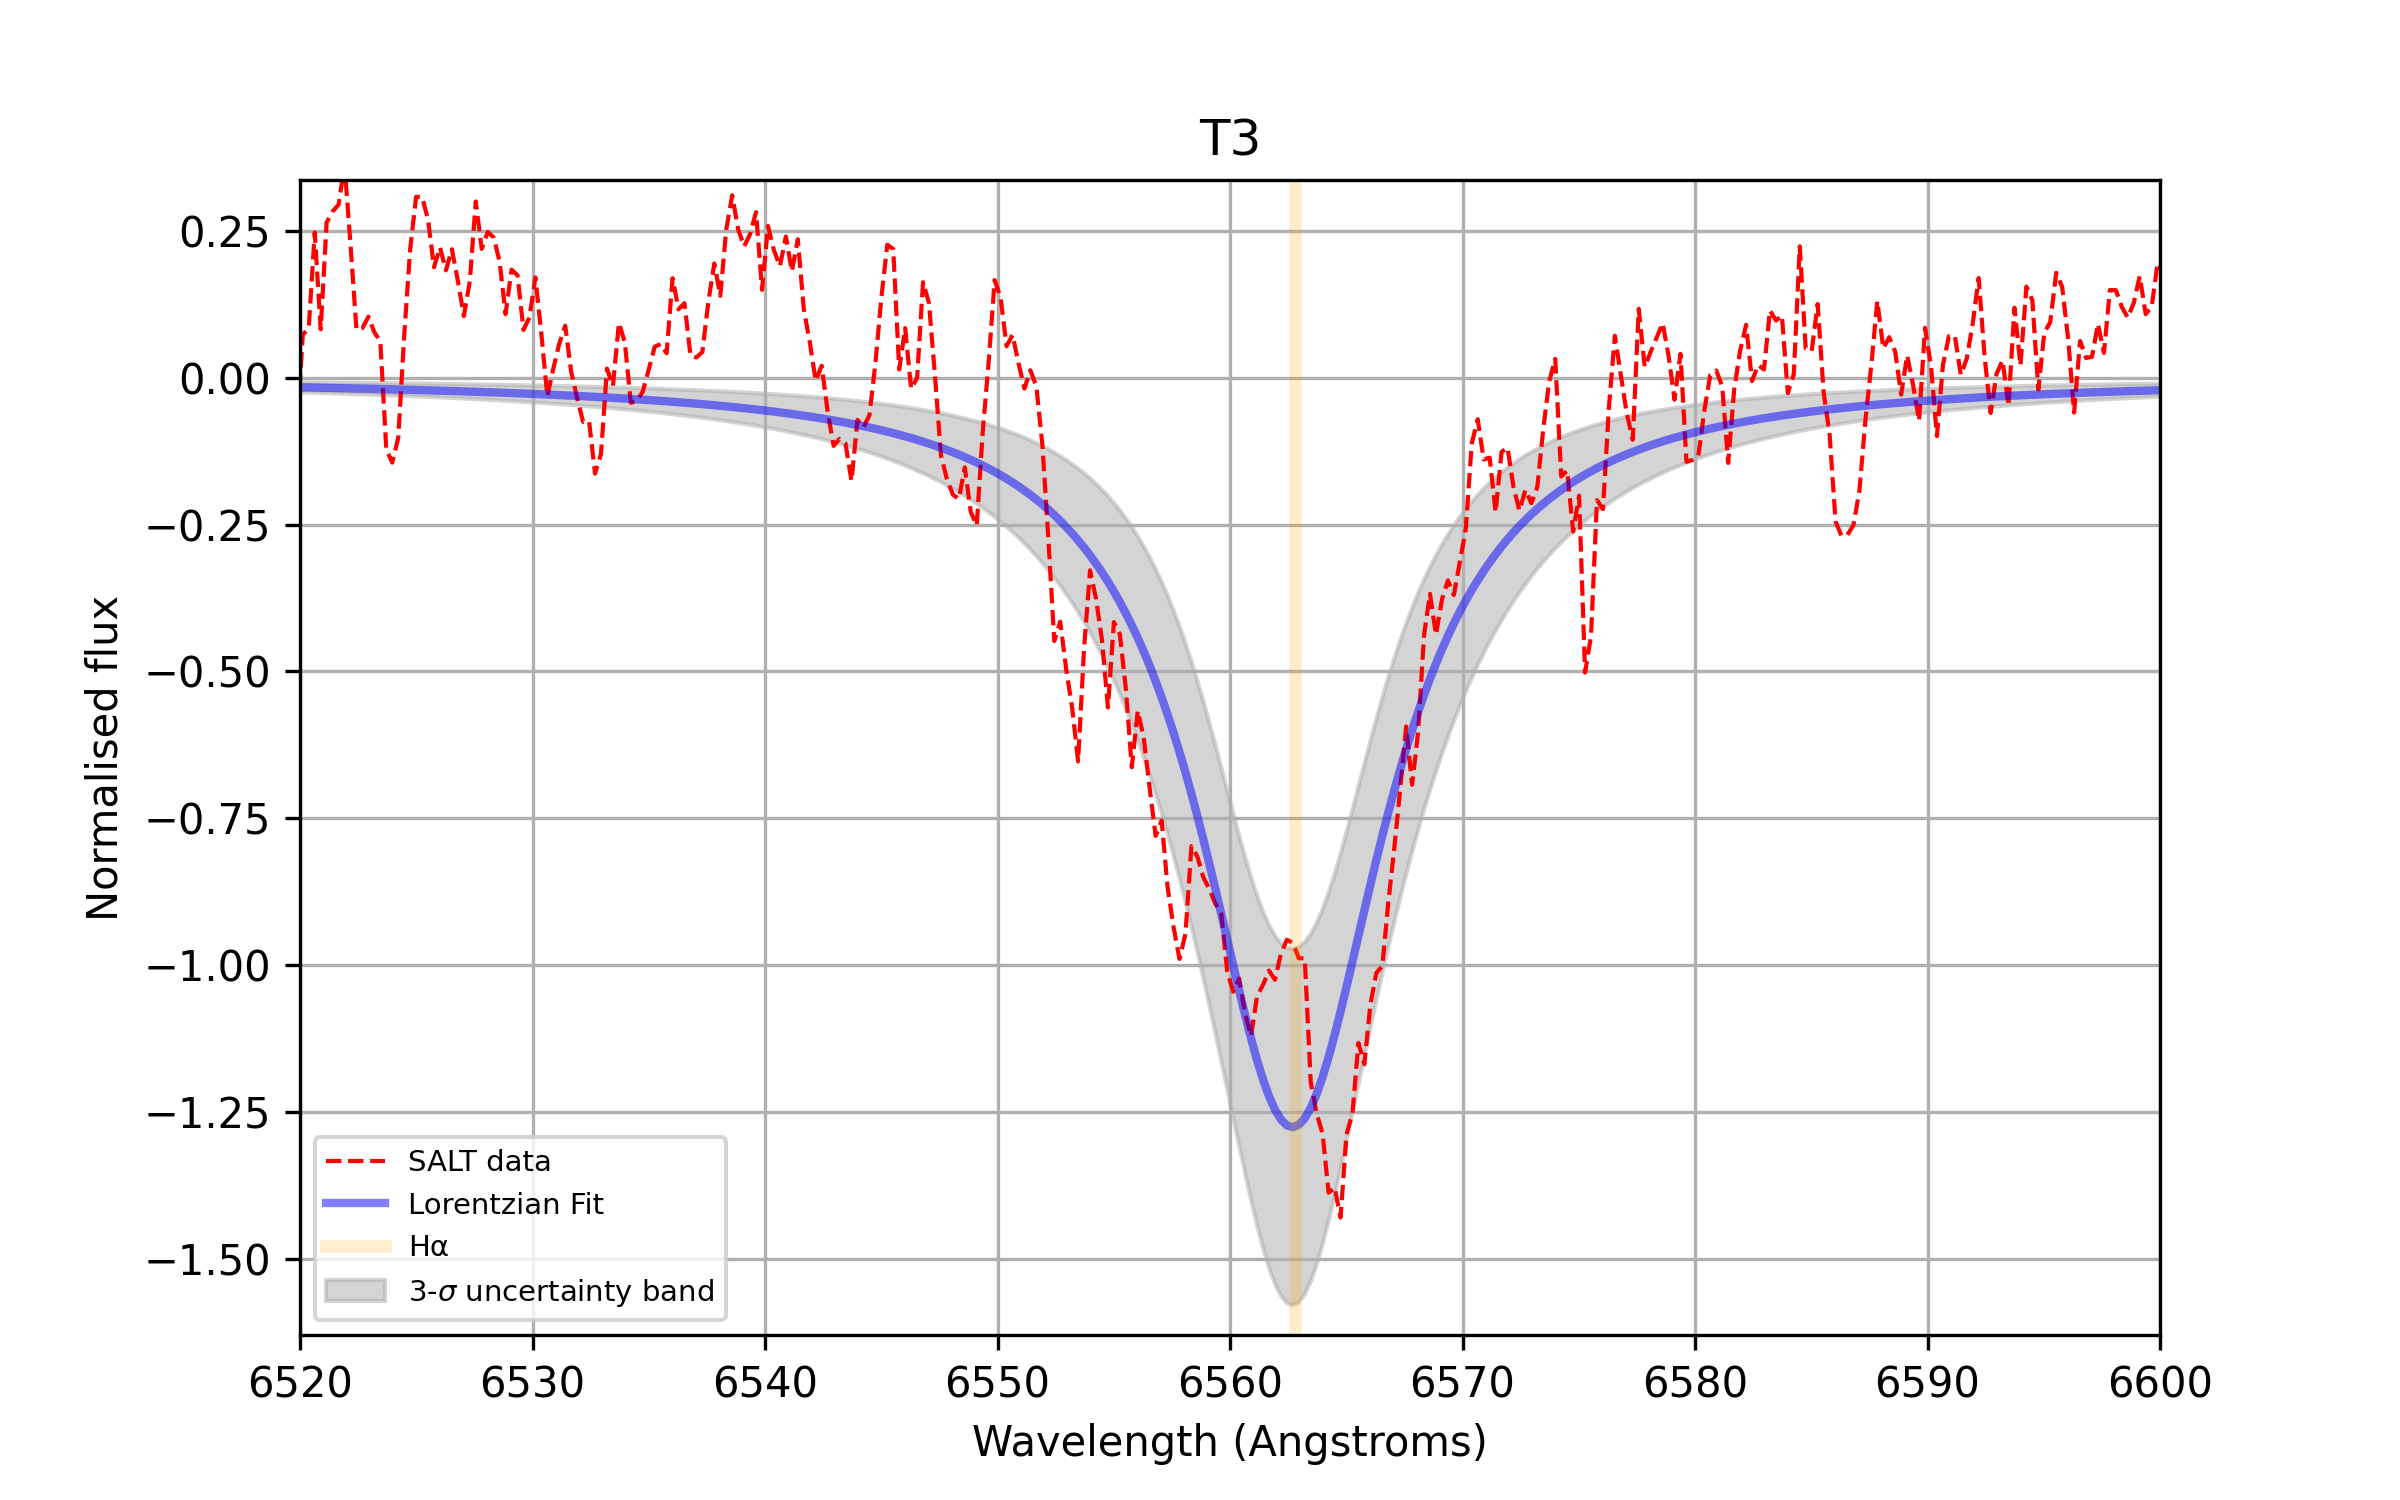 T3
Normalised flux
0.25
0.00
−0.25
−0.50
−0.75
−1.00
−1.25
−1.50
SALT data
Lorentzian Fit
Hα
3-σ uncertainty band
6520 6530 6540 6550 6560 6570 6580 6590 6600
Wavelength (Angstroms)